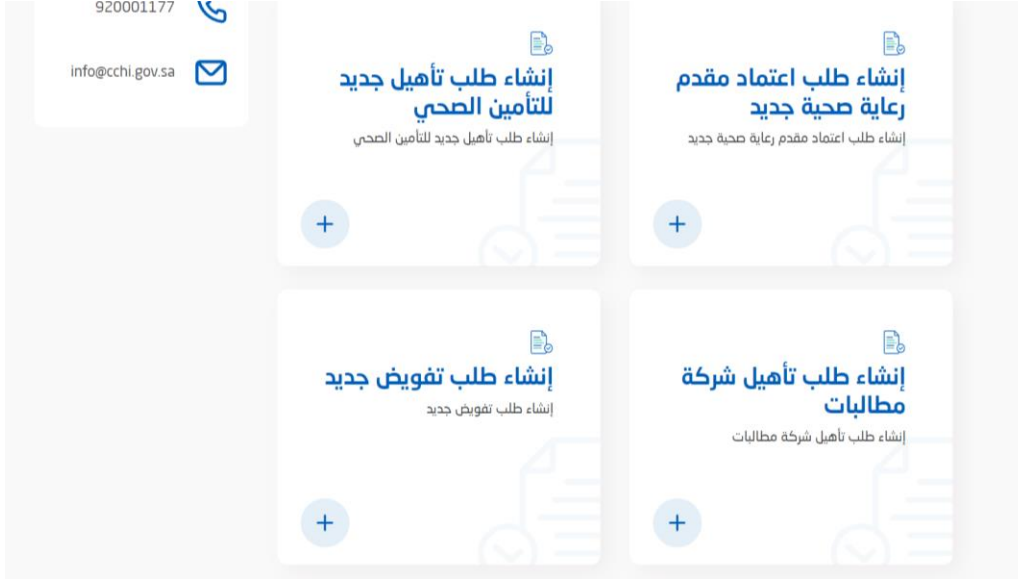 إنشاء طلب اعتماد مقدم
رعاية صحية جديد
إنشاء طلب اعتماد مقدم رعاية صحية جديد
إنشاء طلب تأهيل جديد
للتأمين الصحي
إنشاء طلب تأهيل جديد للتأمين الصحي
920001177
info@cchi.gov.sa
إنشاء طلب تأهيل شركة
مطالبات
إنشاء طلب تأهيل شركة مطالبات
إنشاء طلب تفويض جديد
إنشاء طلب تفويض جديد